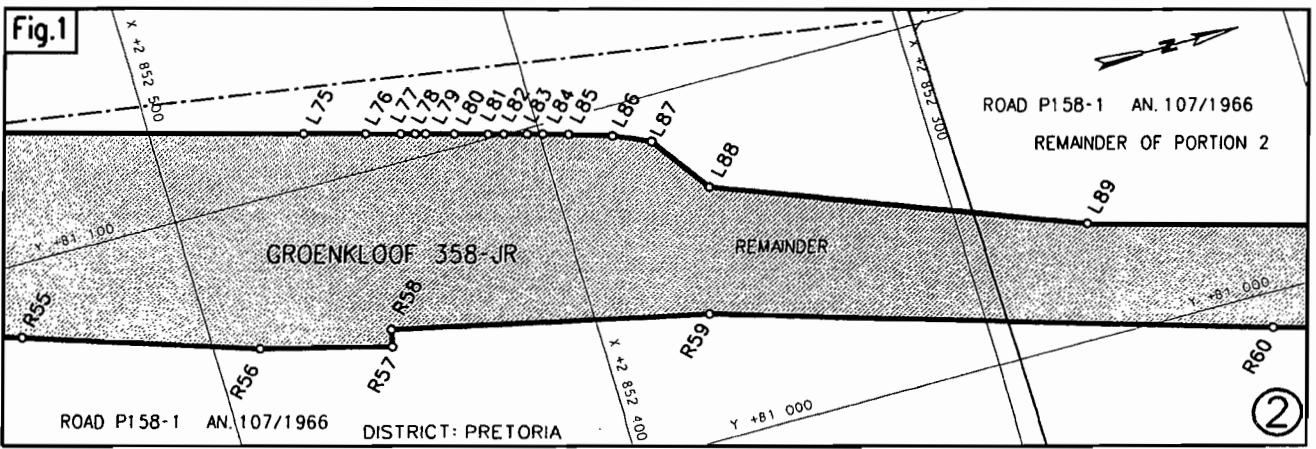 Fig.1
X +2 852 500
X +2 852 300
N
L75
L76
L77
L78
L79
L80
L81
L82
L83
L84
L85
L86
L87
L88
L89
ROAD P158-1 AN. 107/1966
REMAINDER OF PORTION 2
Y +81 100
GROENKLOOF 358-JR
REMAINDER
Y +81 000
R55
R56
R57
R58
R59
R60
X +2 852 400
Y +81 000
ROAD P158-1 AN. 107/1966
DISTRICT: PRETORIA
2